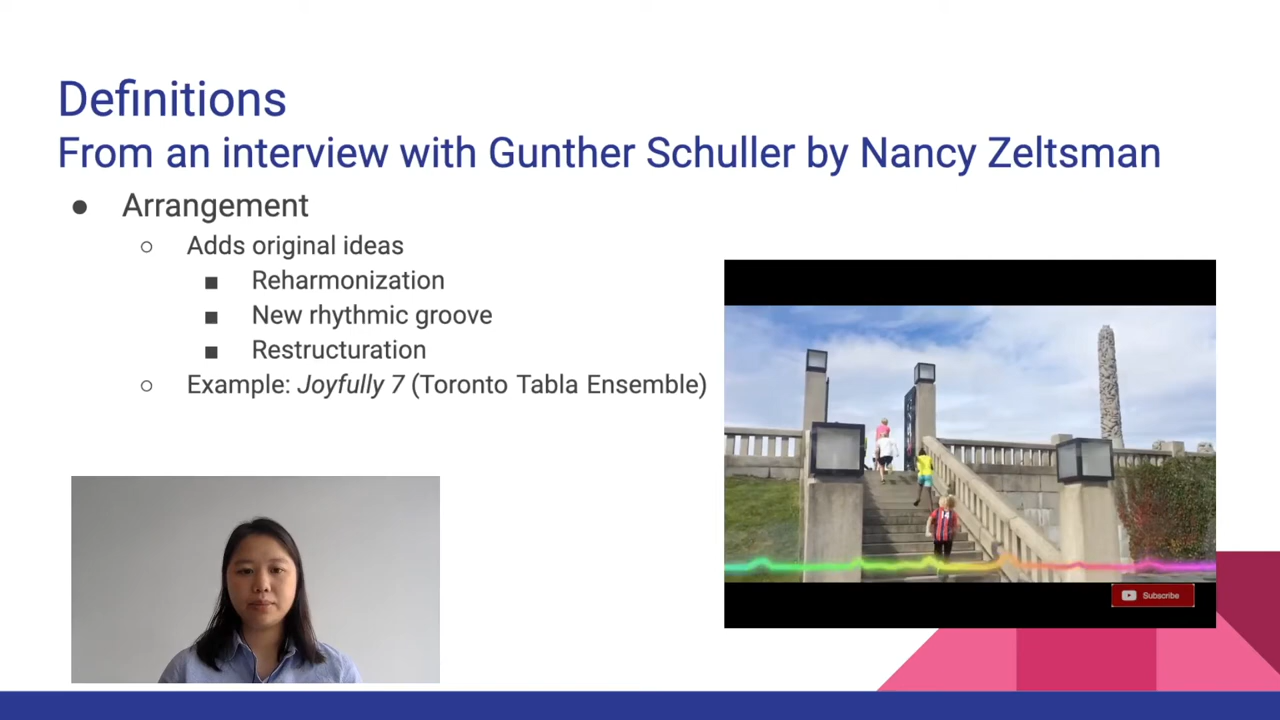 Definitions
From an interview with Gunther Schuller by Nancy Zeltsman
● Arrangement
○ Adds original ideas
■ Reharmonization
■ New rhythmic groove
■ Restructuration
○ Example: Joyfully 7 (Toronto Tabla Ensemble)
Subscribe